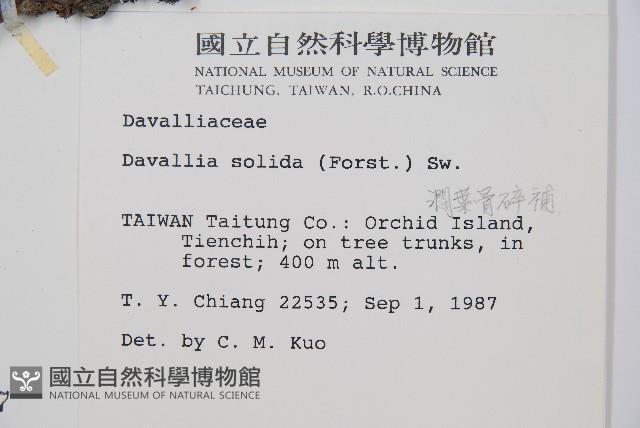 國立自然科學博物館
NATIONAL MUSEUM OF NATURAL SCIENCE
TAICHUNG, TAIWAN, R.O.CHINA
Davalliaceae
Davallia solida (Forst.) Sw.
濶葉骨碎補
TAIWAN Taitung Co.: Orchid Island,
Tienchih; on tree trunks, in
forest; 400 m alt.
T. Y. Chiang 22535; Sep 1, 1987
Det. by C. M. Kuo
國立自然科學博物館
NATIONAL MUSEUM OF NATURAL SCIENCE